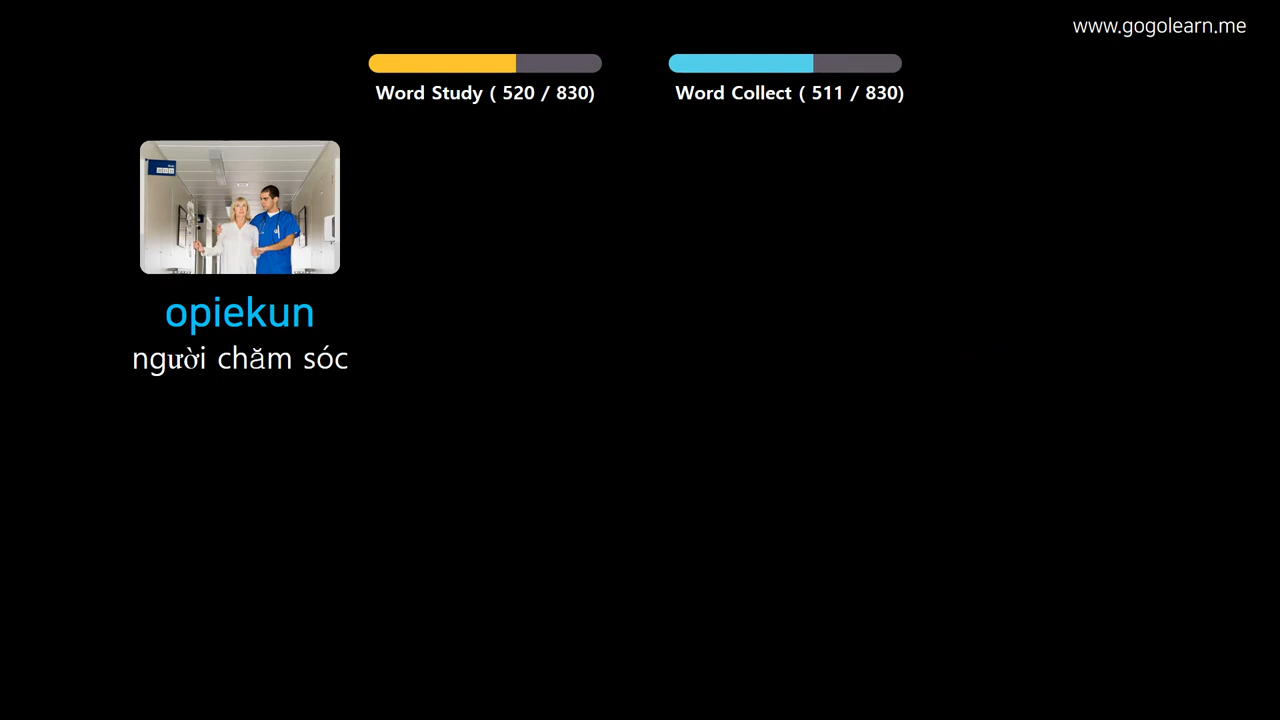 www.gogolearn.me
Word Study ( 520 / 830)
Word Collect ( 511 / 830)
opiekun
người chăm sóc